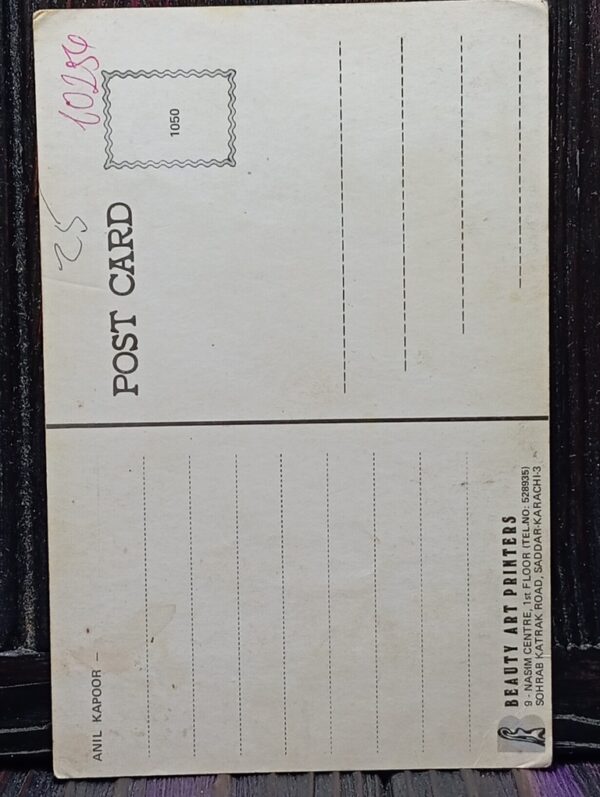 ANIL KAPOOR –
BEAUTY ART PRINTERS
9 - NASIM CENTRE, 1st FLOOR (TEL.NO: 528935)
SOHRAB KATRAK ROAD, SADDAR-KARACHI-3
POST CARD
25
10254
1050